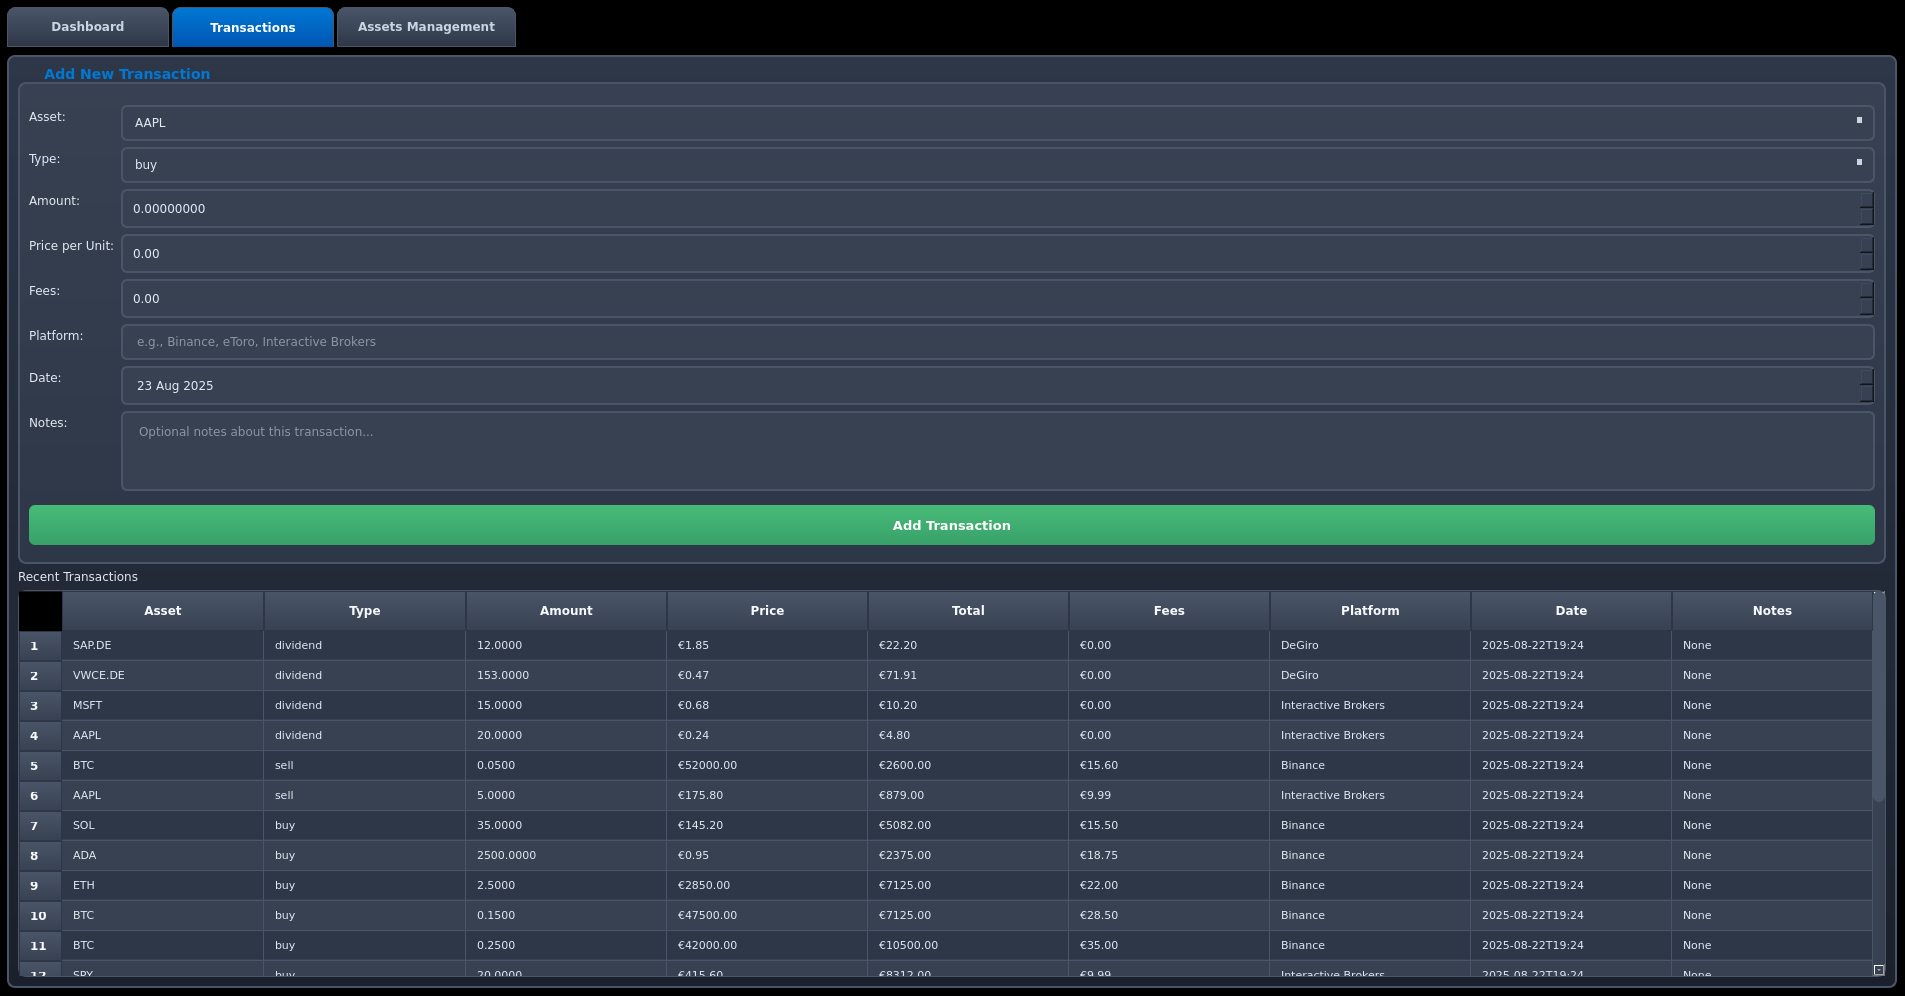 Dashboard Transactions Assets Management
Add New Transaction
Asset: AAPL
Type: buy
Amount: 0.00000000
Price per Unit: 0.00
Fees: 0.00
Platform: e.g., Binance, eToro, Interactive Brokers
Date: 23 Aug 2025
Notes: Optional notes about this transaction...
Add Transaction
Recent Transactions
Asset Type Amount Price Total Fees Platform Date Notes
1 SAP.DE dividend 12.0000 €1.85 €22.20 €0.00 DeGiro 2025-08-22T19:24 None
2 VWCE.DE dividend 153.0000 €0.47 €71.91 €0.00 DeGiro 2025-08-22T19:24 None
3 MSFT dividend 15.0000 €0.68 €10.20 €0.00 Interactive Brokers 2025-08-22T19:24 None
4 AAPL dividend 20.0000 €0.24 €4.80 €0.00 Interactive Brokers 2025-08-22T19:24 None
5 BTC sell 0.0500 €52000.00 €2600.00 €15.60 Binance 2025-08-22T19:24 None
6 AAPL sell 5.0000 €175.80 €879.00 €9.99 Interactive Brokers 2025-08-22T19:24 None
7 SOL buy 35.0000 €145.20 €5082.00 €15.50 Binance 2025-08-22T19:24 None
8 ADA buy 2500.0000 €0.95 €2375.00 €18.75 Binance 2025-08-22T19:24 None
9 ETH buy 2.5000 €2850.00 €7125.00 €22.00 Binance 2025-08-22T19:24 None
10 BTC buy 0.1500 €47500.00 €7125.00 €28.50 Binance 2025-08-22T19:24 None
11 BTC buy 0.2500 €42000.00 €10500.00 €35.00 Binance 2025-08-22T19:24 None
12 SPY buy 20.0000 €415.60 €8312.00 €9.99 Interactive Brokers 2025-08-22T19:24 None